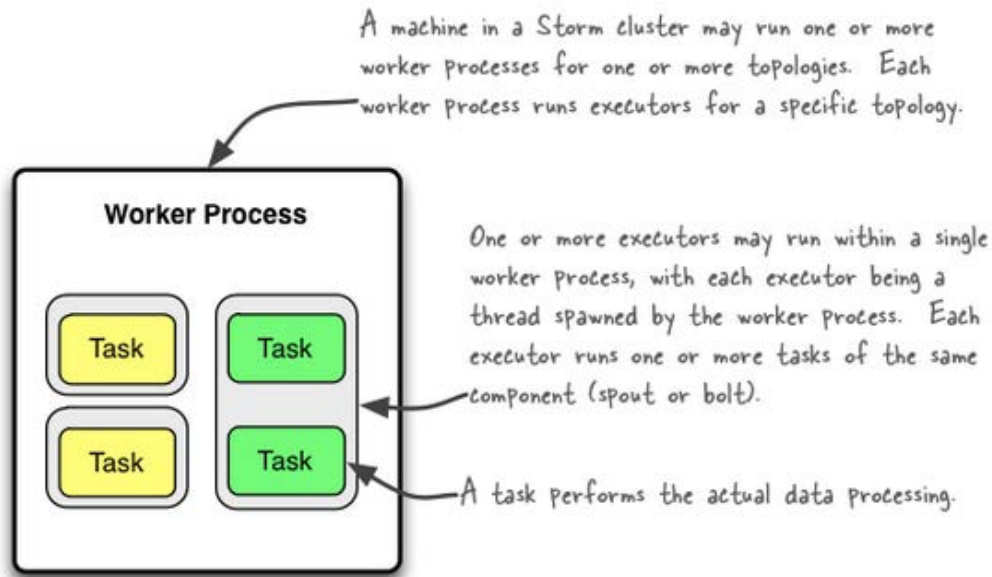 A machine in a Storm cluster may run one or more
worker processes for one or more topologies. Each
worker process runs executors for a specific topology.
Worker Process
One or more executors may run within a single
worker process, with each executor being a
thread spawned by the worker process. Each
executor runs one or more tasks of the same
component (spout or bolt).
Task
Task
Task
Task
A task performs the actual data processing.